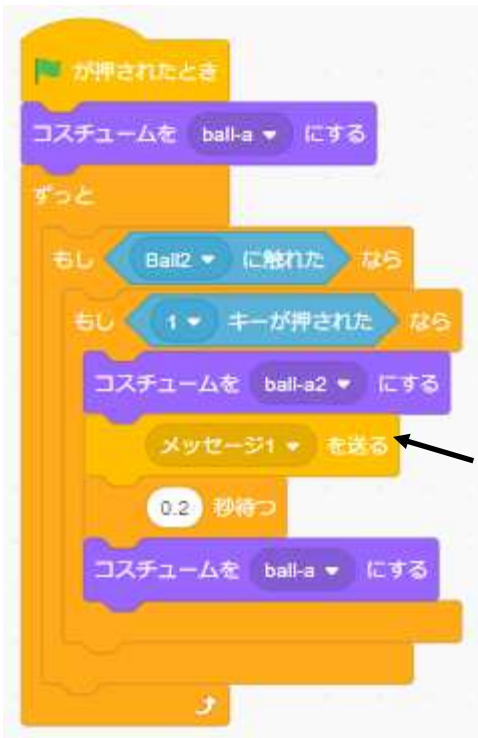 が押されたとき
コスチュームを ball-a にする
ずっと
もし Ball2 に触れた なら
もし 1 キーが押された なら
コスチュームを ball-a2 にする
メッセージ1 を送る
0.2 秒待つ
コスチュームを ball-a にする